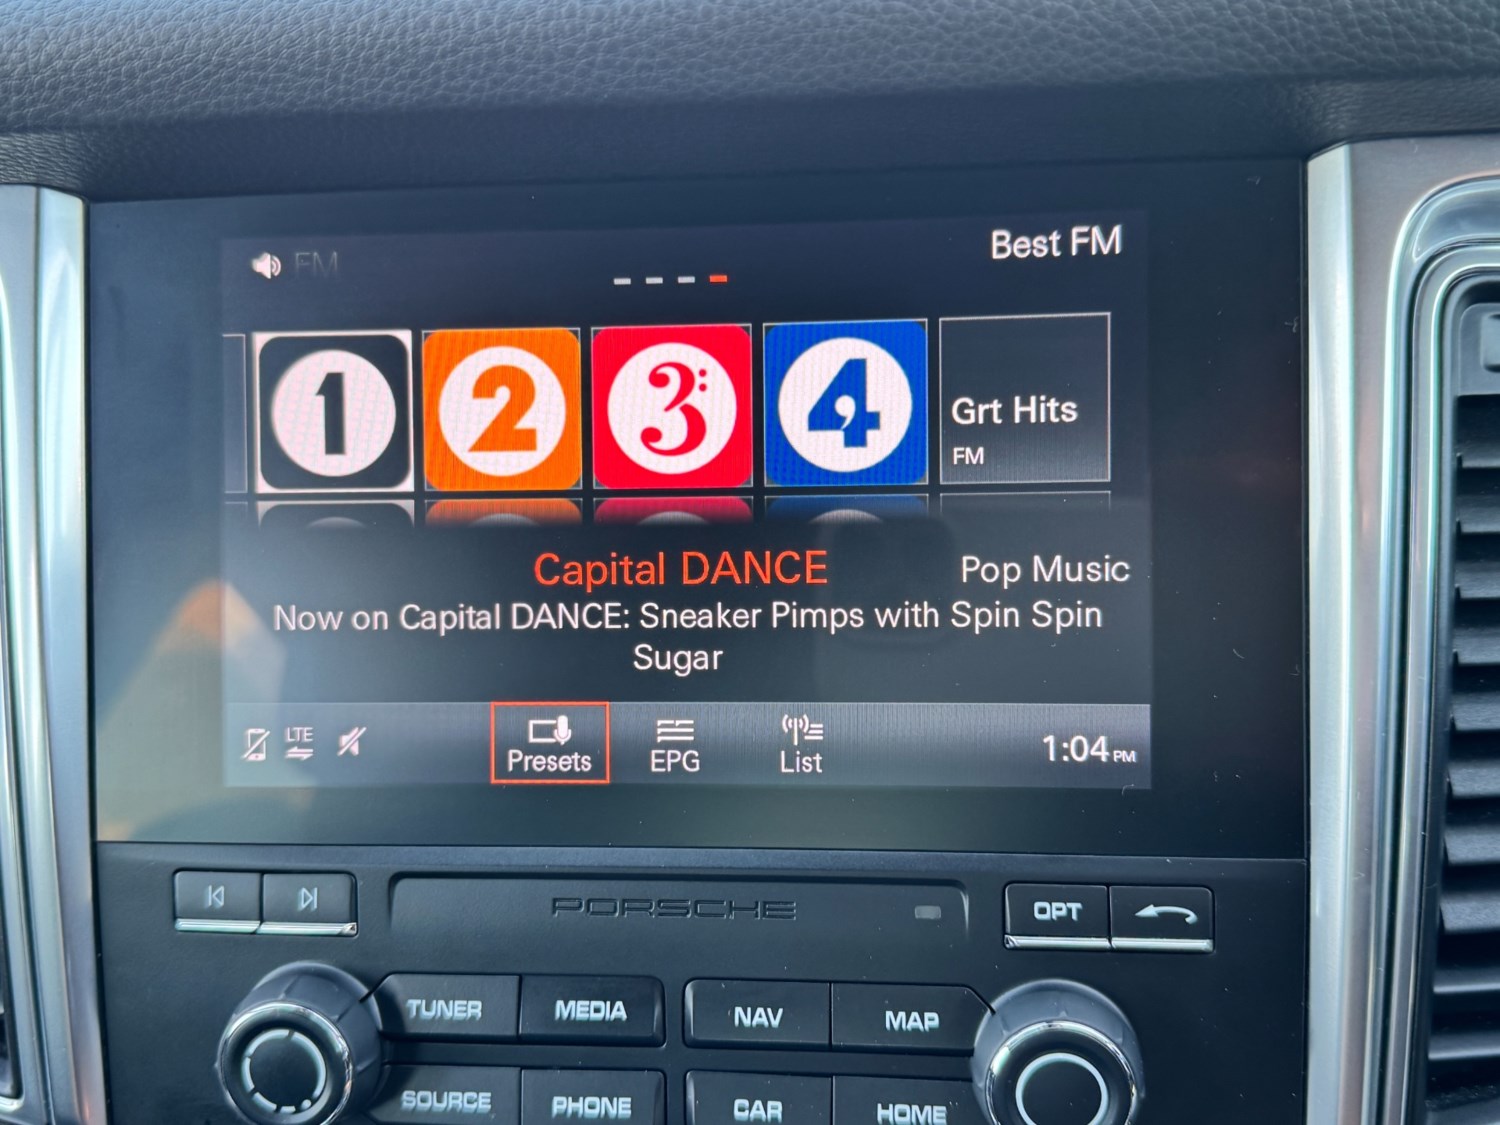 FM
Best FM
1
2
3:
4
Grt Hits
FM
Capital DANCE
Pop Music
Now on Capital DANCE: Sneaker Pimps with Spin Spin
Sugar
LTE
Presets
EPG
List
1:04 PM
PORSCHE
OPT
TUNER
MEDIA
NAV
MAP
SOURCE
PHONE
CAR
HOME